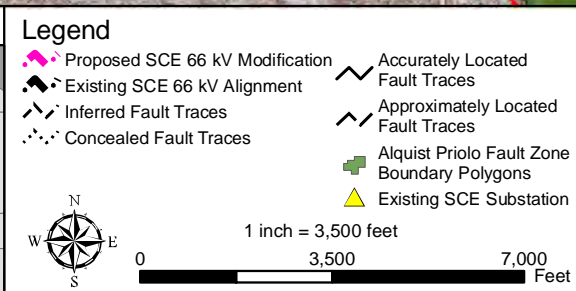 Legend
Proposed SCE 66 kV Modification
Existing SCE 66 kV Alignment
Inferred Fault Traces
Concealed Fault Traces
Accurately Located
Fault Traces
Approximately Located
Fault Traces
Alquist Priolo Fault Zone
Boundary Polygons
Existing SCE Substation
N
W E
S
1 inch = 3,500 feet
0 3,500 7,000
Feet